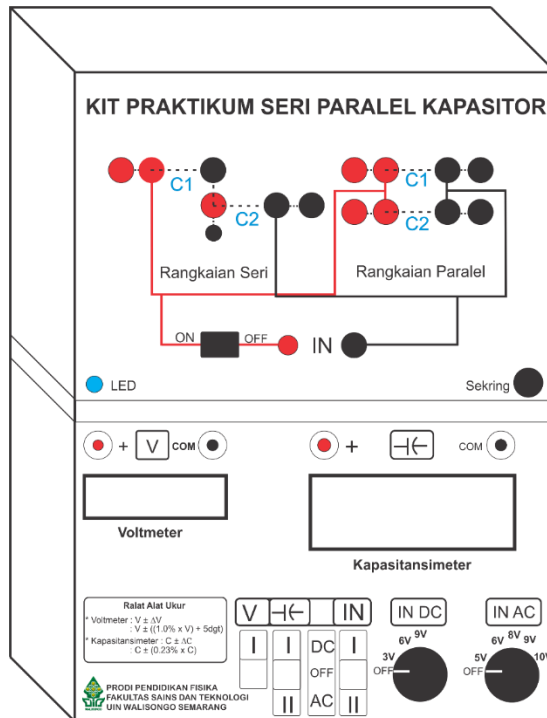 KIT PRAKTIKUM SERI PARALEL KAPASITOR
C1
C1
C2
C2
Rangkaian Seri
Rangkaian Paralel
ON
OFF
IN
LED
Sekring
+ V COM
+
COM
Voltmeter
Kapasitansimeter
Ralat Alat Ukur
* Voltmeter : V ± ΔV
: V ± ((1.0% x V) + 5dgt)
* Kapasitansimeter : C ± ΔC
: C ± (0.23% x C)
V
IN
I
I
DC
I
OFF
II
AC
II
IN DC
OFF
3V
6V
9V
IN AC
OFF
5V
6V
8V
9V
10V
PRODI PENDIDIKAN FISIKA
FAKULTAS SAINS DAN TEKNOLOGI
UIN WALISONGO SEMARANG